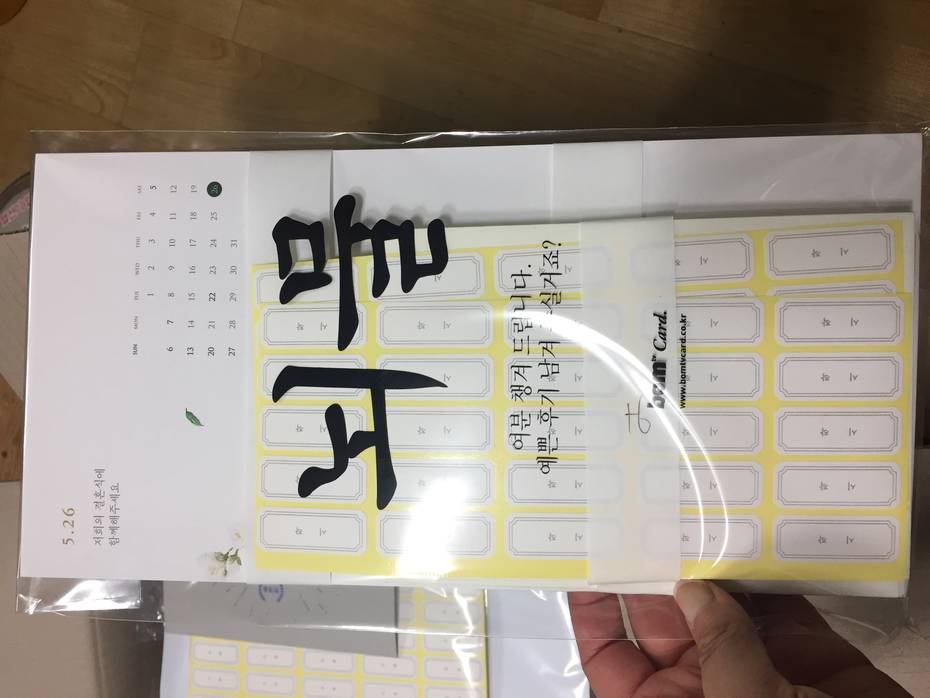 5.26
저희의 결혼식에
함께해주세요
SUN MON TUE WED THU FRI SAT
1 2 3 4 5
6 7 8 9 10 11 12
13 14 15 16 17 18 19
20 21 22 23 24 25 26
27 28 29 30 31
뇌물
여분 챙겨 드립니다.
예쁜 후기 남겨 주실거죠?
bom tv Card.
www.bomtvcard.co.kr